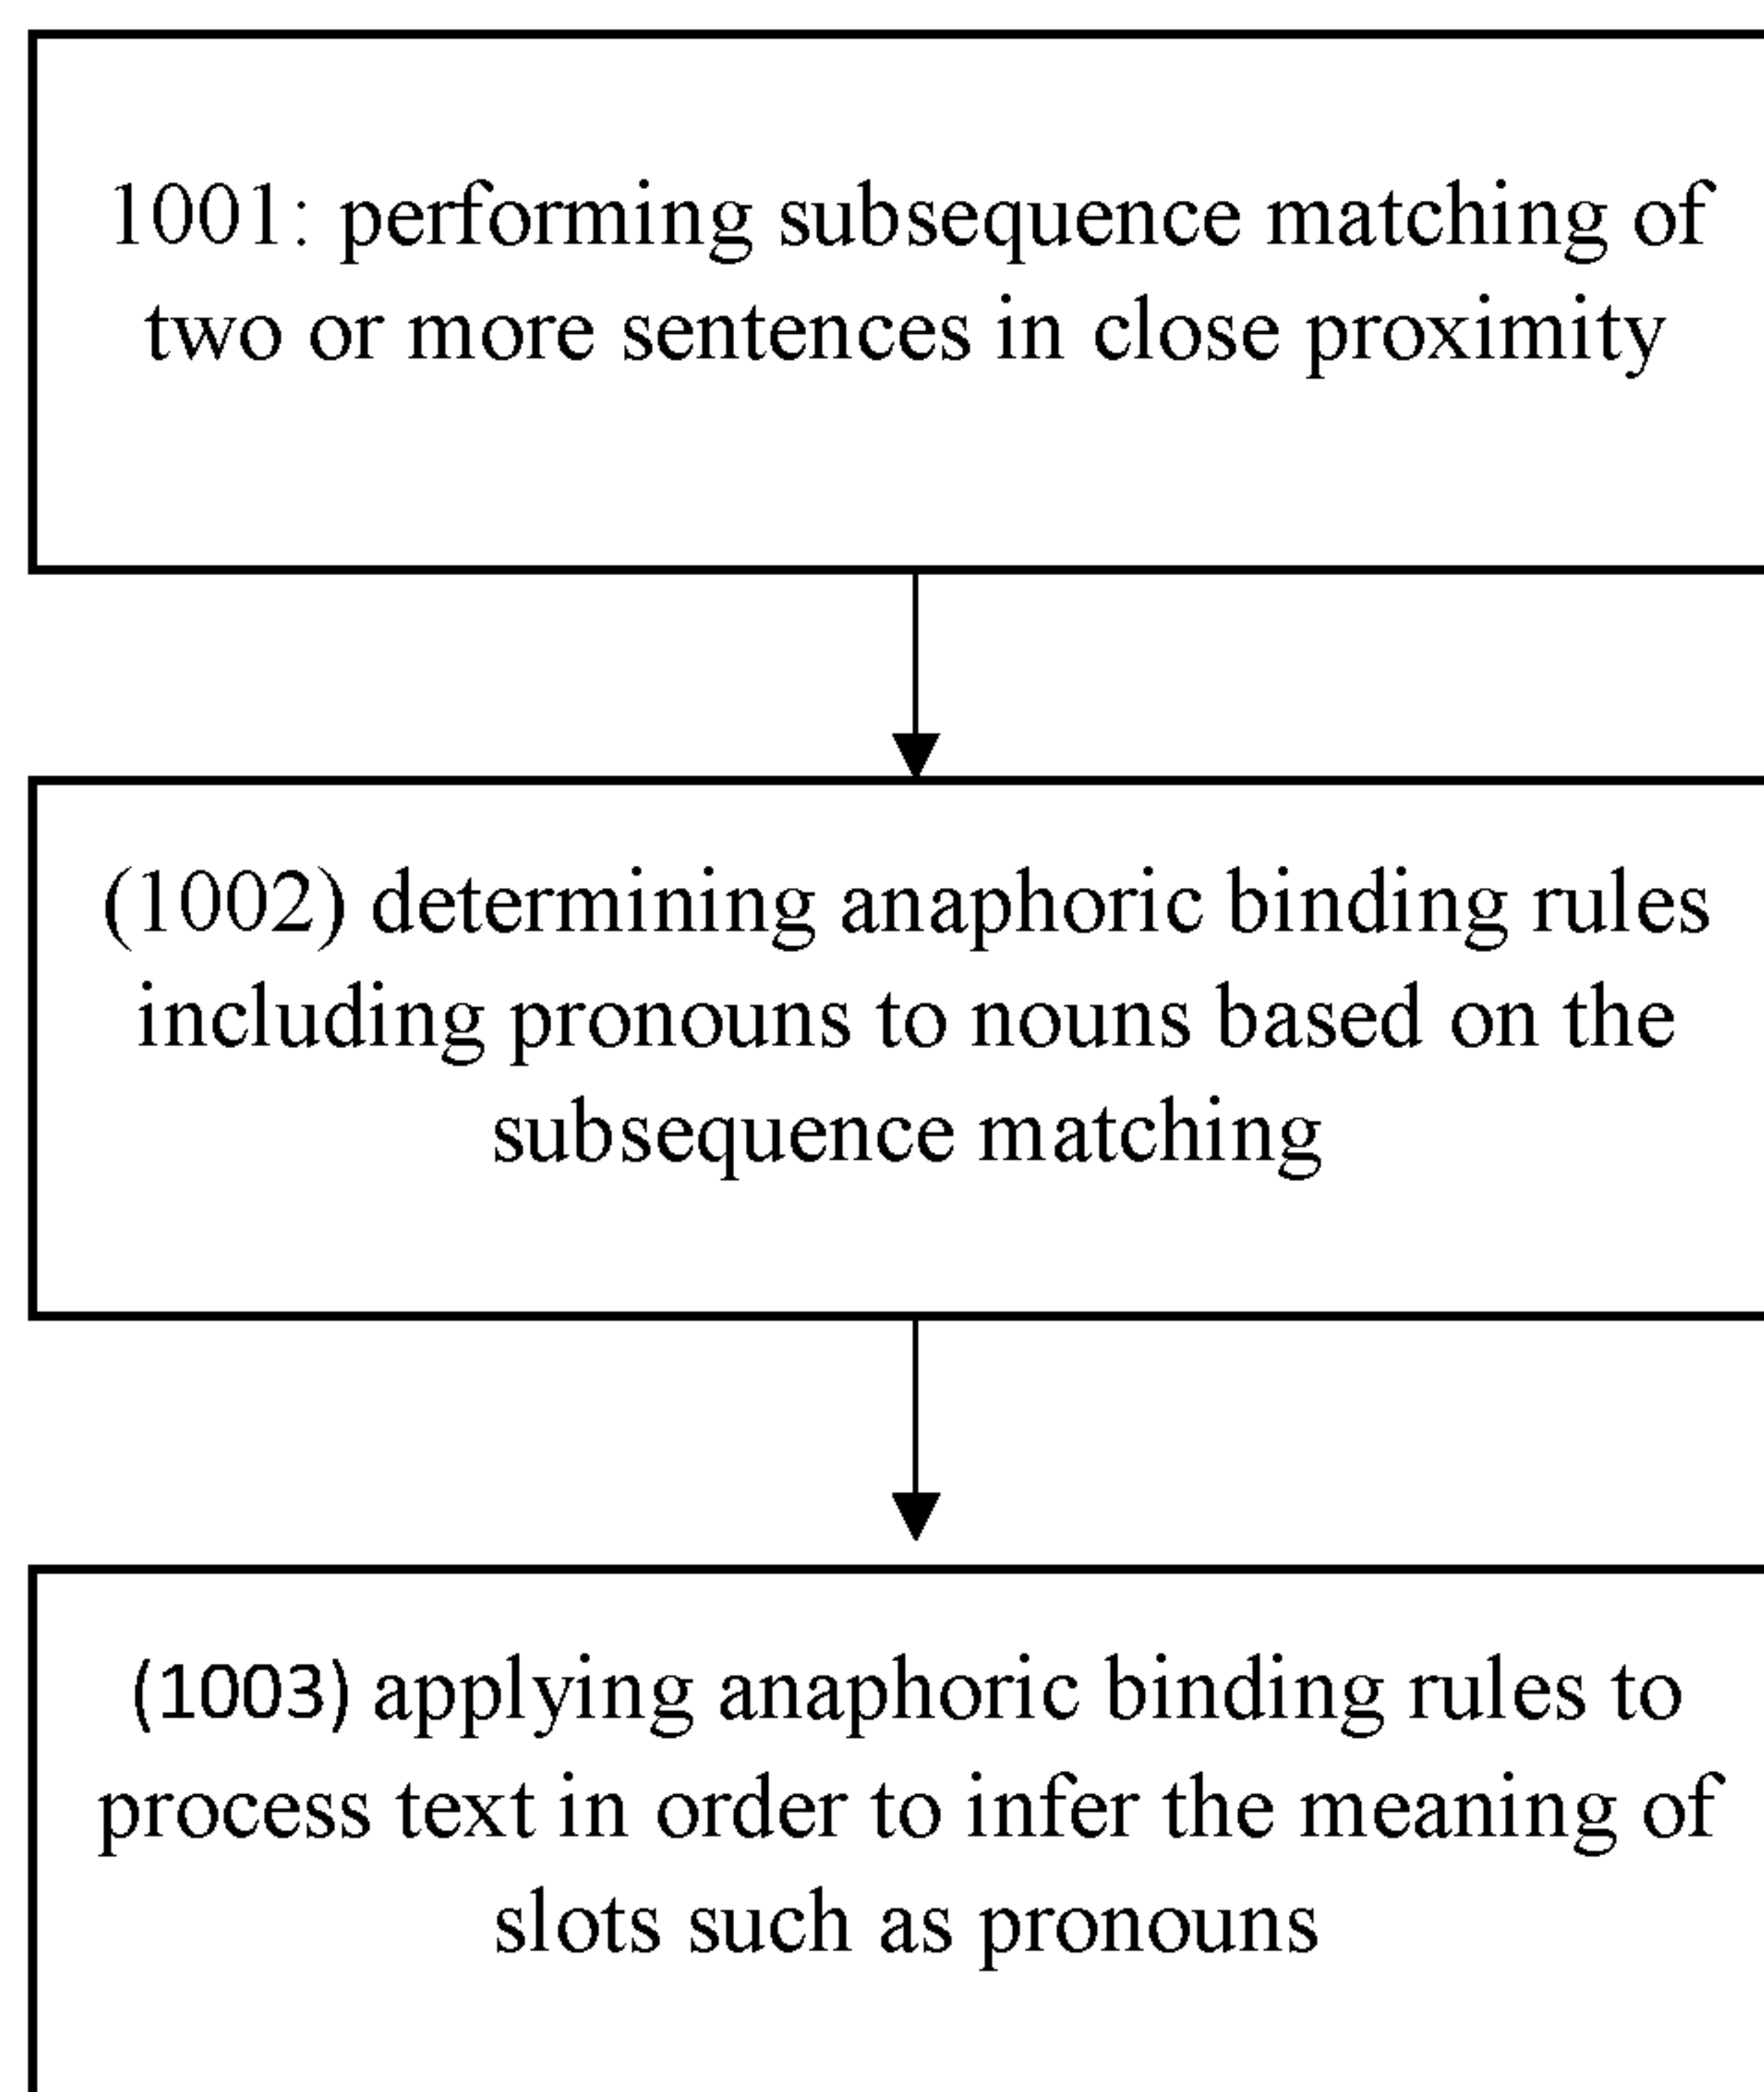 1001: performing subsequence matching of
two or more sentences in close proximity
(1002) determining anaphoric binding rules
including pronouns to nouns based on the
subsequence matching
(1003) applying anaphoric binding rules to
process text in order to infer the meaning of
slots such as pronouns